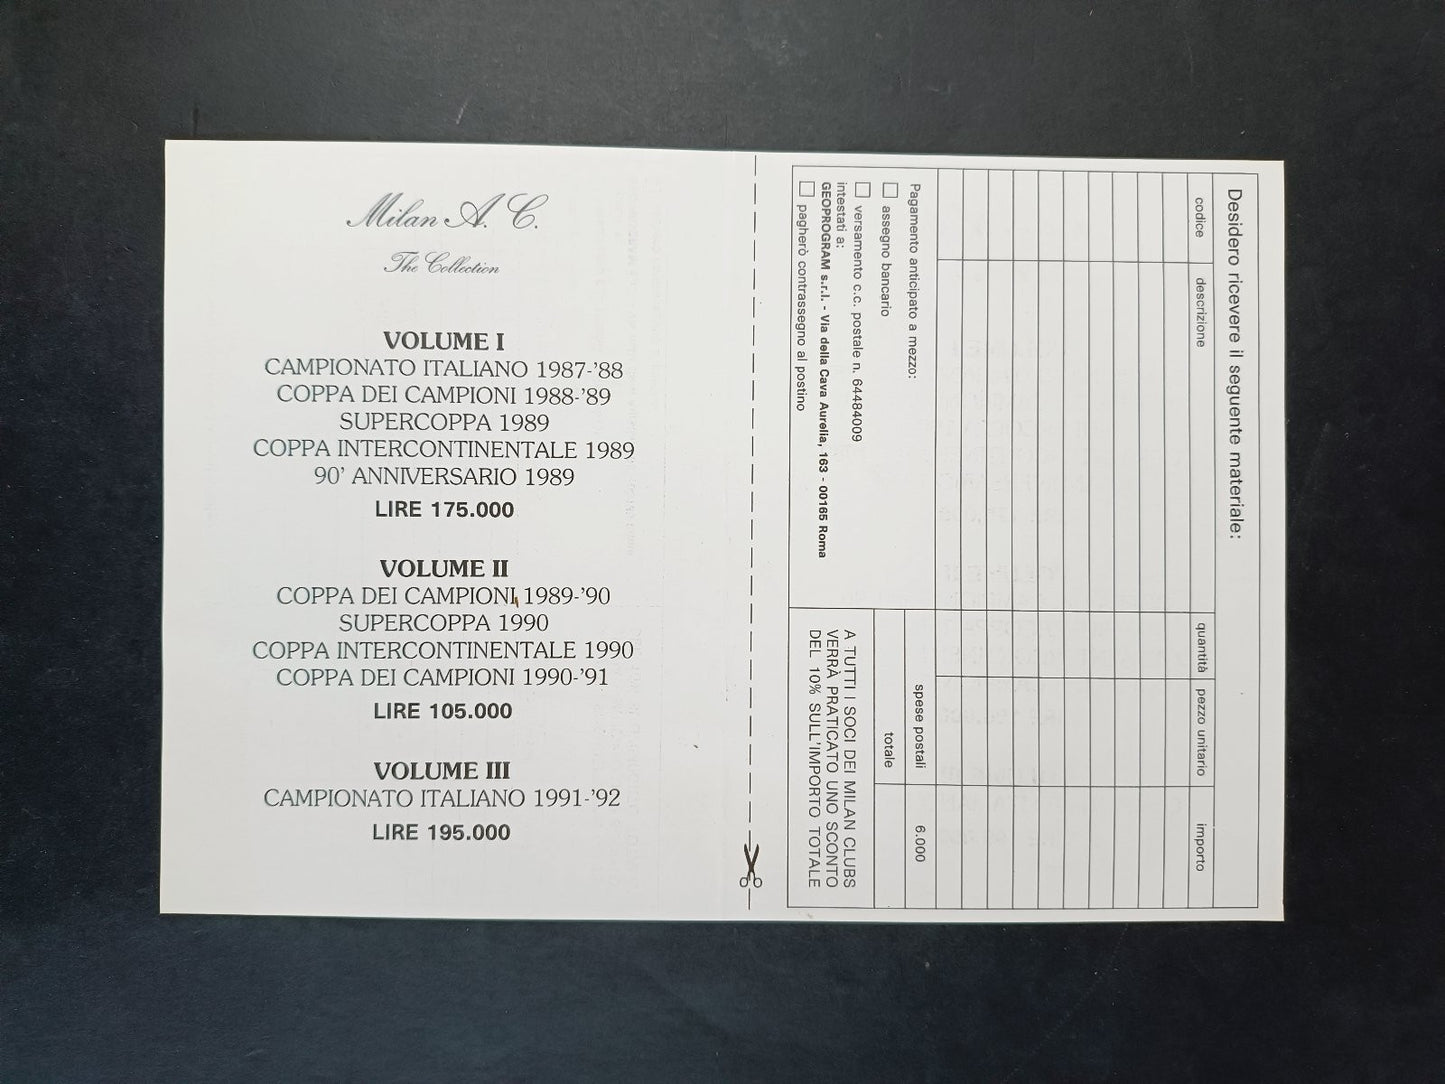 Milan A. C.
The Collection
VOLUME I
CAMPIONATO ITALIANO 1987-'88
COPPA DEI CAMPIONI 1988-'89
SUPERCOPPA 1989
COPPA INTERCONTINENTALE 1989
90' ANNIVERSARIO 1989
LIRE 175.000
VOLUME II
COPPA DEI CAMPIONI 1989-'90
SUPERCOPPA 1990
COPPA INTERCONTINENTALE 1990
COPPA DEI CAMPIONI 1990-'91
LIRE 105.000
VOLUME III
CAMPIONATO ITALIANO 1991-'92
LIRE 195.000
Desidero ricevere il seguente materiale:
codice descrizione quantità pezzo unitario importo
spese postali 6.000
totale
Pagamento anticipato a mezzo:
assegno bancario
versamento c.c. postale n. 64484009
intestati a:
GEOPROGRAM s.r.l. - Via della Cava Aurelia, 163 - 00165 Roma
pagherò contrassegno al postino
A TUTTI I SOCI DEI MILAN CLUBS
VERRÀ PRATICATO UNO SCONTO
DEL 10% SULL'IMPORTO TOTALE